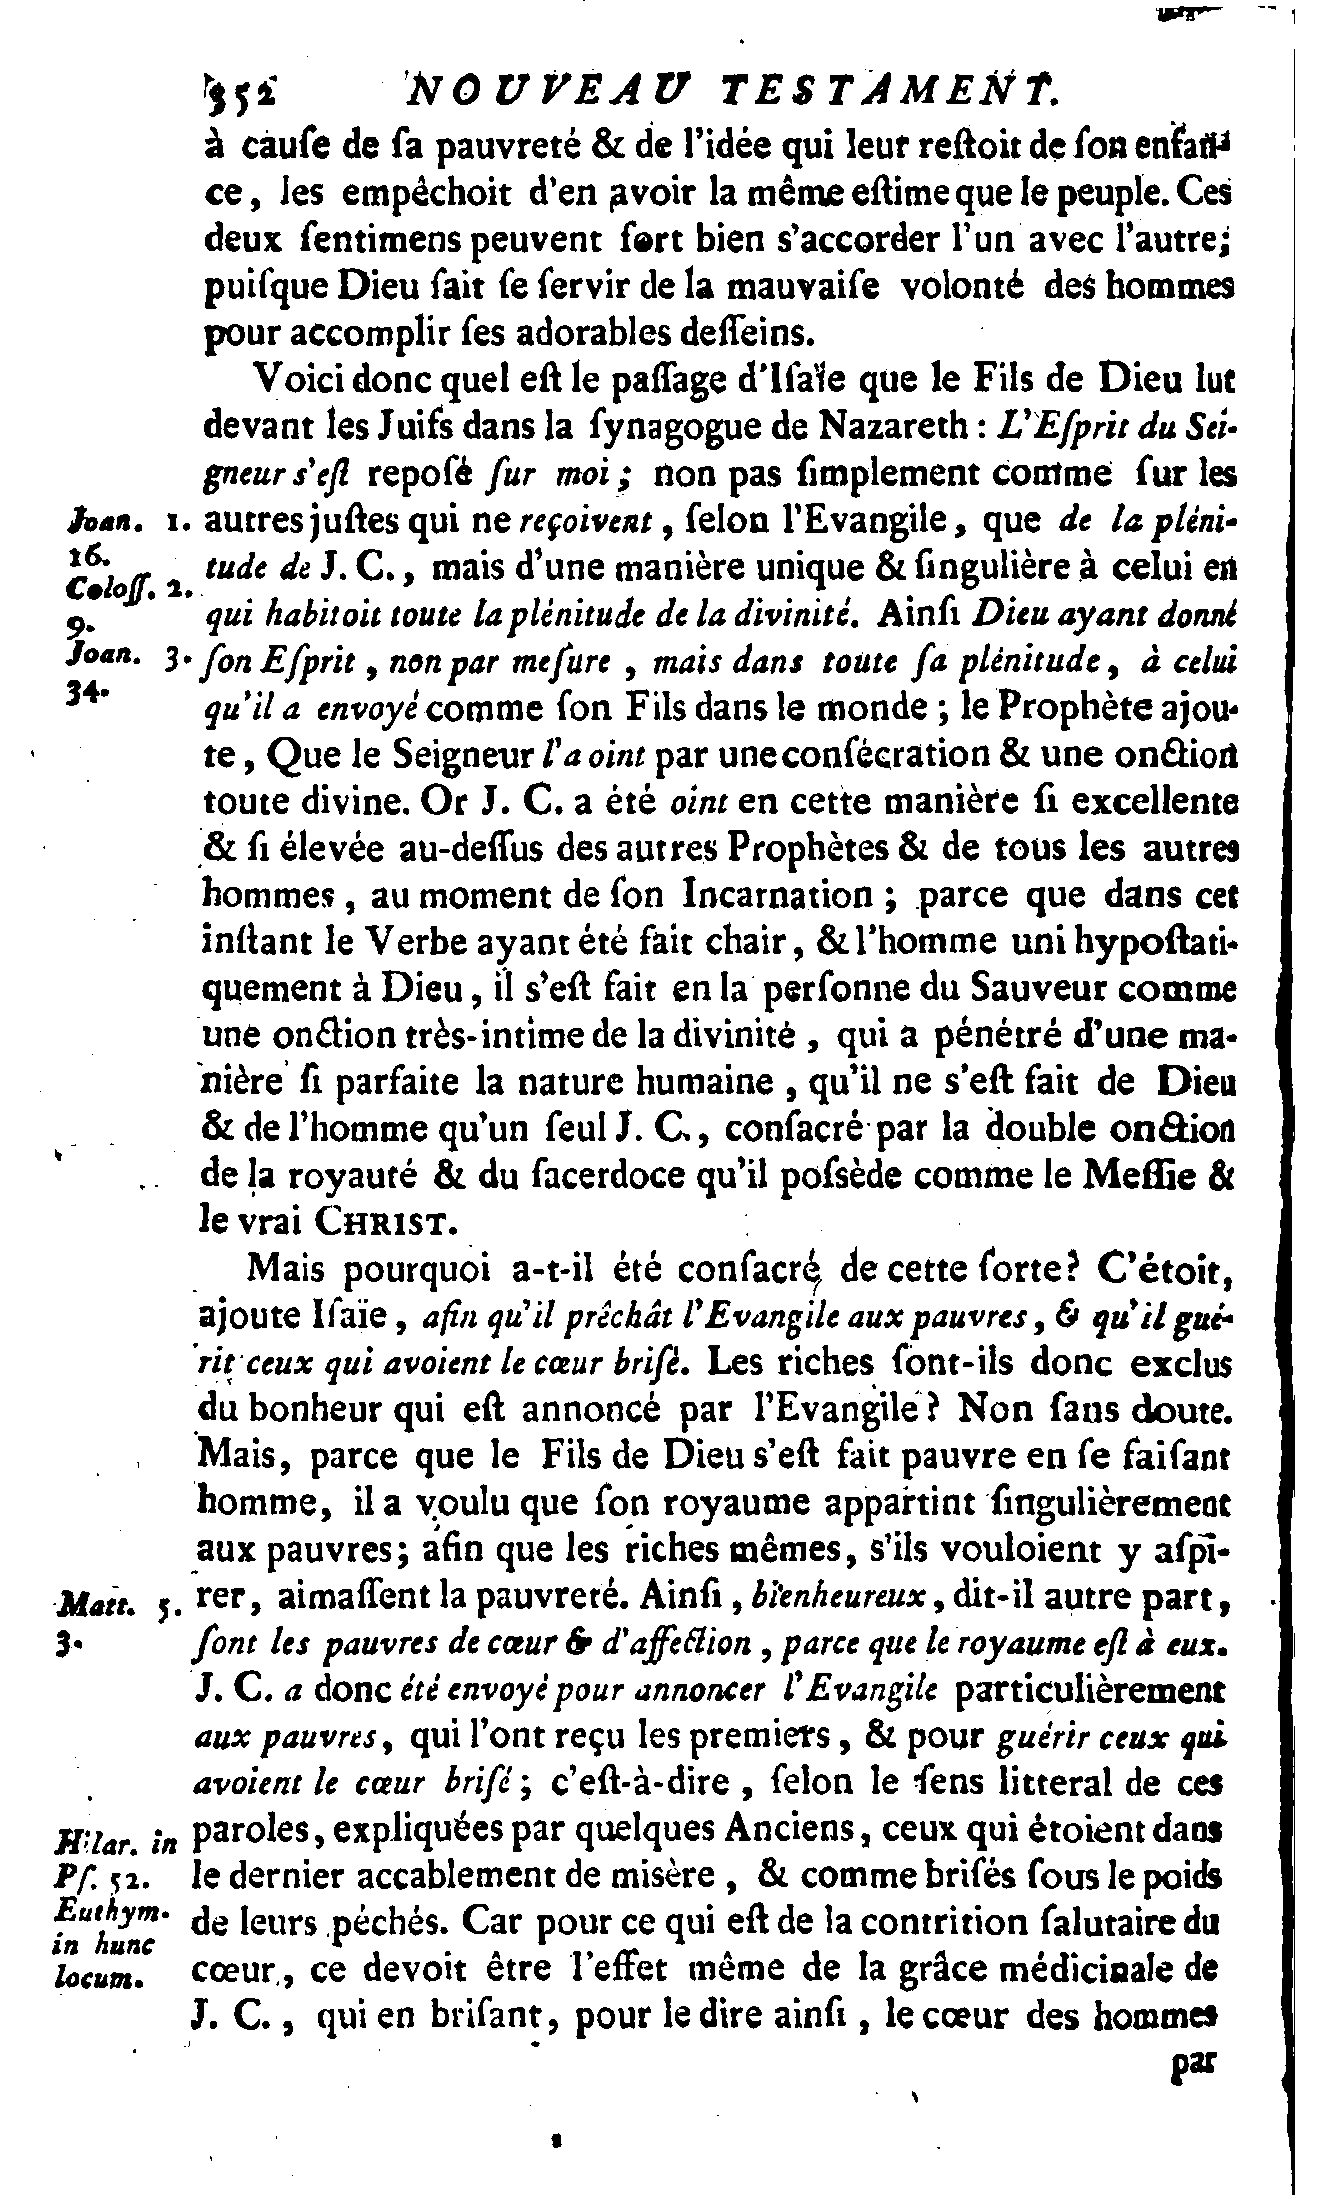 352 NOUVEAU TESTAMENT.
à cauſe de ſa pauvreté & de l'idée qui leur reſtoit de ſon enfan-
ce, les empêchoit d'en avoir la même eſtime que le peuple. Ces
deux ſentimens peuvent fort bien s'accorder l'un avec l'autre;
puiſque Dieu ſait ſe ſervir de la mauvaiſe volonté des hommes
pour accomplir ſes adorables deſſeins.
Voici donc quel eſt le paſſage d'Iſaïe que le Fils de Dieu lut
devant les Juifs dans la ſynagogue de Nazareth : L'Eſprit du Sei-
gneur s'eſt repoſé ſur moi ; non pas ſimplement comme ſur les
Joan. 1. autres juſtes qui ne reçoivent, ſelon l'Evangile, que de la pléni-
16.
tude de J. C., mais d'une manière unique & ſingulière à celui en
Coloſſ. 2.
9.
qui habitoit toute la plénitude de la divinité. Ainſi Dieu ayant donné
Joan. 3. ſon Eſprit, non par meſure, mais dans toute ſa plénitude, à celui
34.
qu'il a envoyé comme ſon Fils dans le monde ; le Prophète ajou-
te, Que le Seigneur l'a oint par une conſécration & une onction
toute divine. Or J. C. a été oint en cette manière ſi excellente
& ſi élevée au-deſſus des autres Prophètes & de tous les autres
hommes, au moment de ſon Incarnation ; parce que dans cet
inſtant le Verbe ayant été fait chair, & l'homme uni hypoſtati-
quement à Dieu, il s'eſt fait en la perſonne du Sauveur comme
une onction très-intime de la divinité, qui a pénétré d'une ma-
nière ſi parfaite la nature humaine, qu'il ne s'eſt fait de Dieu
& de l'homme qu'un ſeul J. C., conſacré par la double onction
de la royauté & du ſacerdoce qu'il poſsède comme le Meſſie &
le vrai CHRIST.
Mais pourquoi a-t-il été conſacré de cette ſorte? C'étoit,
ajoute Iſaïe, afin qu'il prêchât l'Evangile aux pauvres, & qu'il gué-
rit ceux qui avoient le cœur briſé. Les riches ſont-ils donc exclus
du bonheur qui eſt annoncé par l'Evangile? Non ſans doute.
Mais, parce que le Fils de Dieu s'eſt fait pauvre en ſe faiſant
homme, il a voulu que ſon royaume appartint ſingulièrement
aux pauvres; afin que les riches mêmes, s'ils vouloient y aſpi-
Matt. 5. rer, aimaſſent la pauvreté. Ainſi, bienheureux, dit-il autre part,
3.
ſont les pauvres de cœur & d'affection, parce que le royaume eſt à eux.
J. C. a donc été envoyé pour annoncer l'Evangile particulièrement
aux pauvres, qui l'ont reçu les premiers, & pour guérir ceux qui
avoient le cœur briſé ; c'eſt-à-dire, ſelon le ſens litteral de ces
Hilar. in paroles, expliquées par quelques Anciens, ceux qui étoient dans
Pſ. 52. le dernier accablement de misère, & comme briſés ſous le poids
Euthym. de leurs péchés. Car pour ce qui eſt de la contrition ſalutaire du
in hunc
locum. cœur, ce devoit être l'effet même de la grâce médicinale de
J. C., qui en briſant, pour le dire ainſi, le cœur des hommes
par